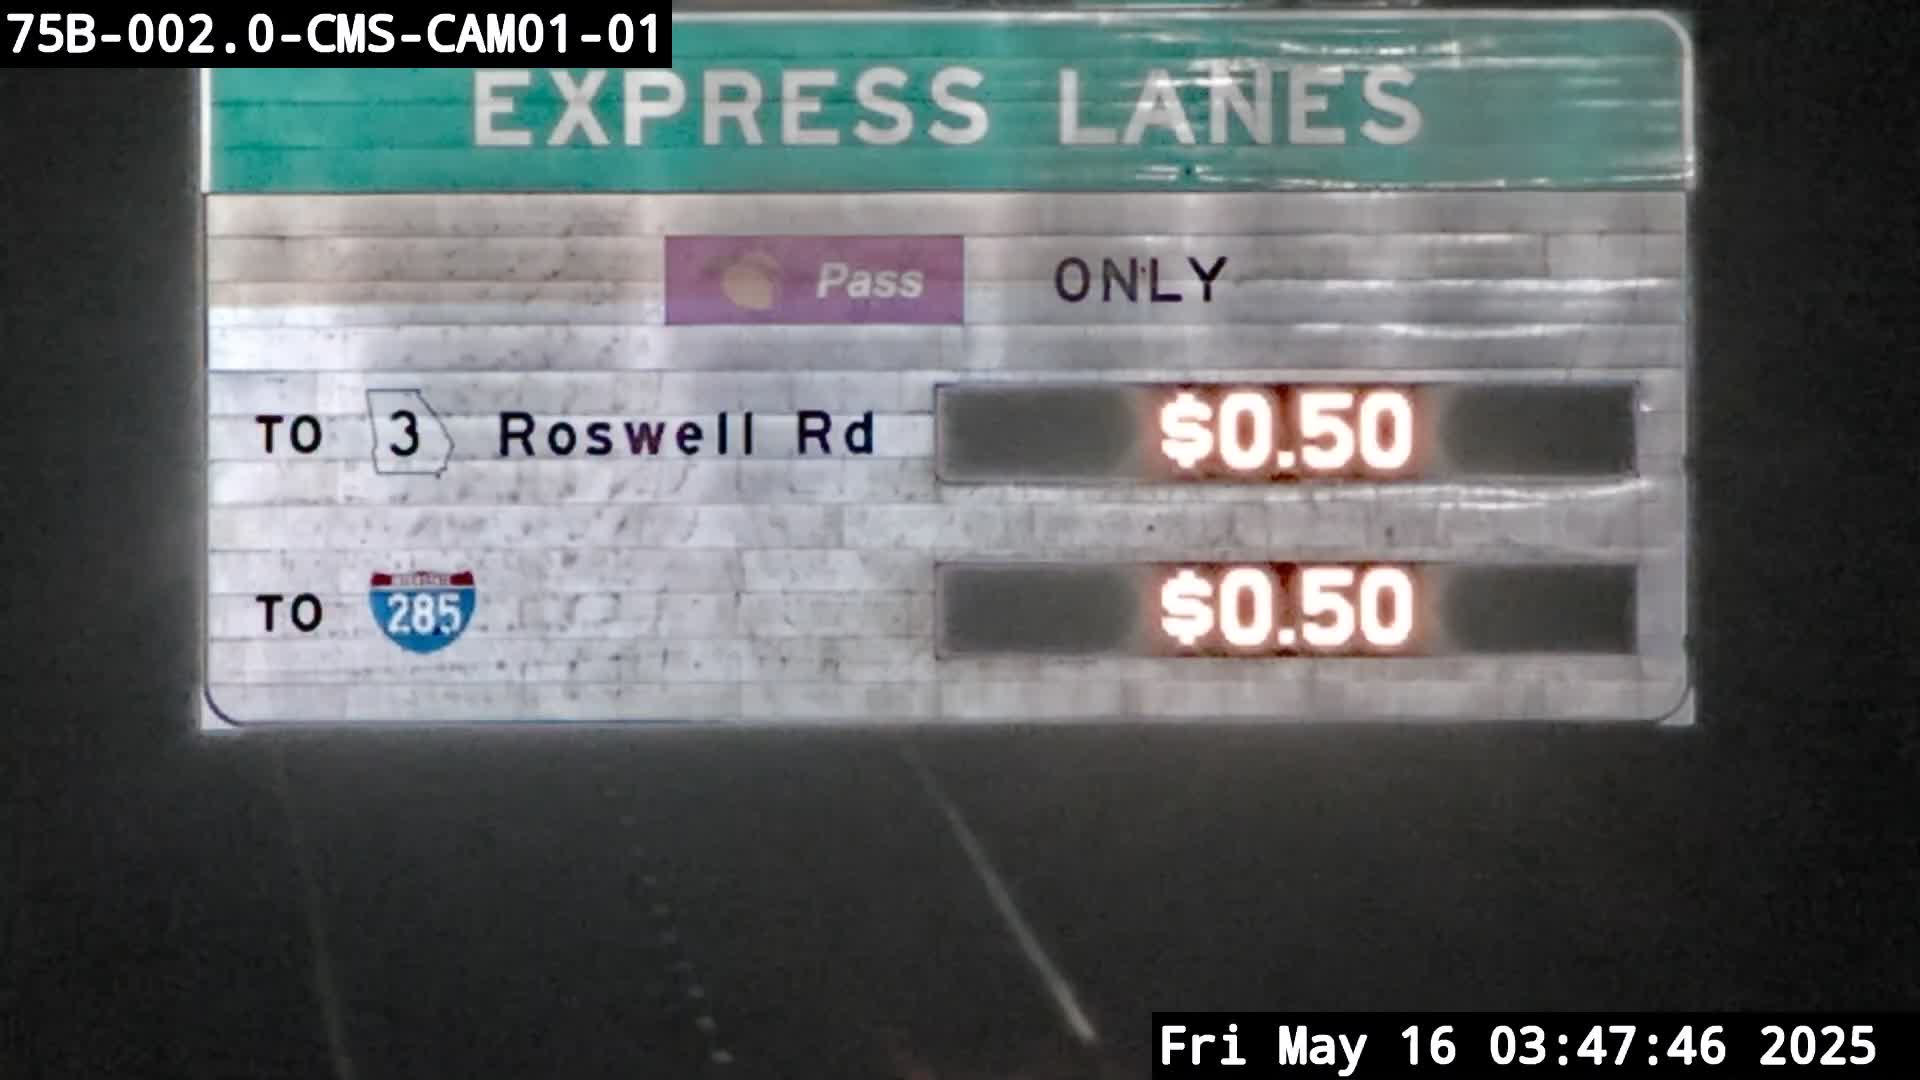 75B-002.0-CMS-CAM01-01
EXPRESS LANES
Pass ONLY
TO 3 Roswell Rd $0.50
TO 285 $0.50
Fri May 16 03:47:46 2025